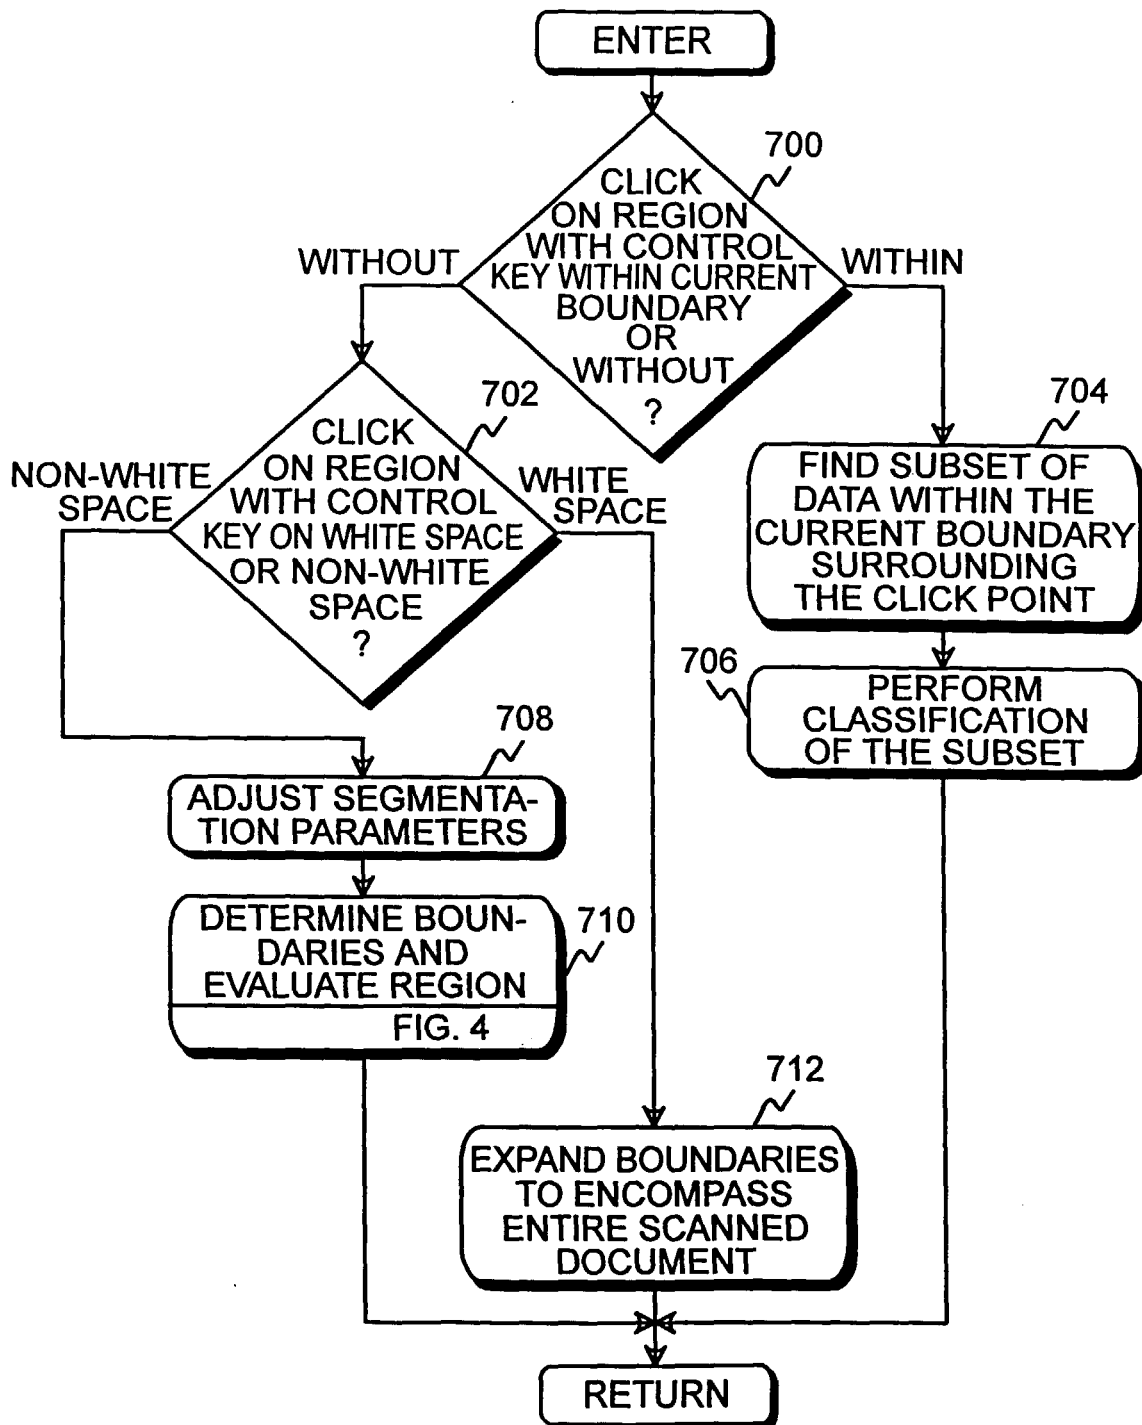 ENTER
700
CLICK
ON REGION
WITH CONTROL
KEY WITHIN CURRENT
BOUNDARY
OR
WITHOUT
?
WITHOUT
WITHIN
702
CLICK
ON REGION
WITH CONTROL
KEY ON WHITE SPACE
OR NON-WHITE
SPACE
?
NON-WHITE
SPACE
WHITE
SPACE
704
FIND SUBSET OF
DATA WITHIN THE
CURRENT BOUNDARY
SURROUNDING
THE CLICK POINT
706
PERFORM
CLASSIFICATION
OF THE SUBSET
708
ADJUST SEGMENTA-
TION PARAMETERS
710
DETERMINE BOUN-
DARIES AND
EVALUATE REGION
FIG. 4
712
EXPAND BOUNDARIES
TO ENCOMPASS
ENTIRE SCANNED
DOCUMENT
RETURN